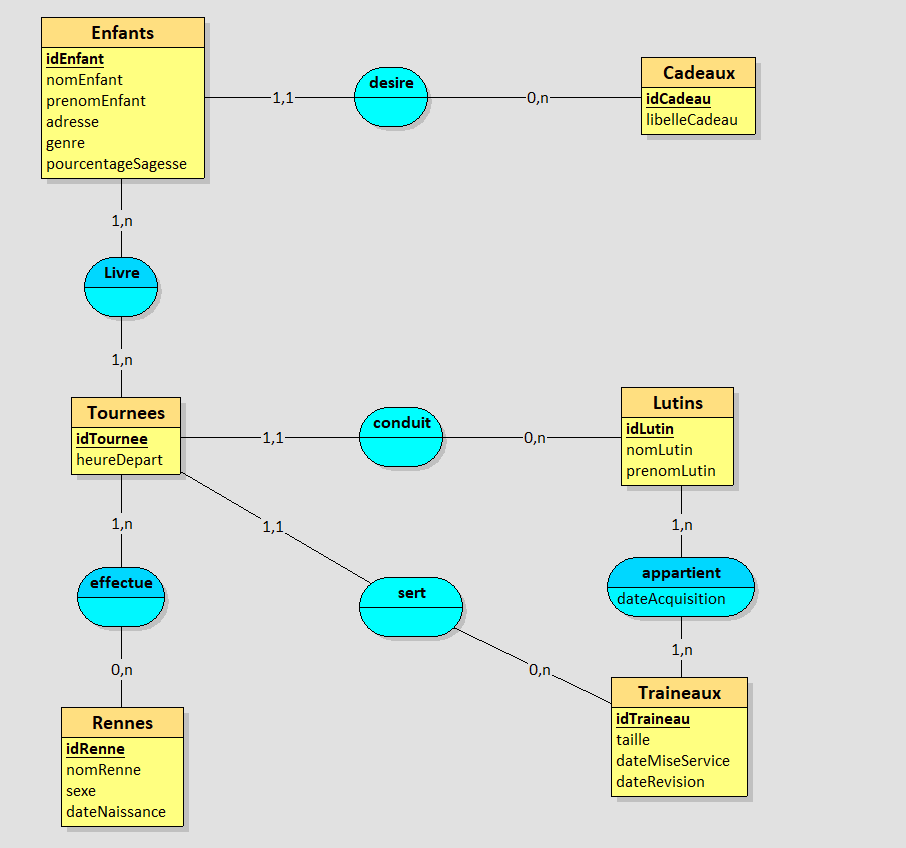 Enfants
idEnfant
nomEnfant
prenomEnfant
adresse
genre
pourcentageSagesse
1,1
desire
0,n
Cadeaux
idCadeau
libelleCadeau
1,n
Livre
1,n
Tournees
idTournee
heureDepart
1,1
conduit
0,n
Lutins
idLutin
nomLutin
prenomLutin
1,n
1,1
1,n
effectue
sert
appartient
dateAcquisition
0,n
0,n
1,n
Rennes
idRenne
nomRenne
sexe
dateNaissance
Traineaux
idTraineau
taille
dateMiseService
dateRevision